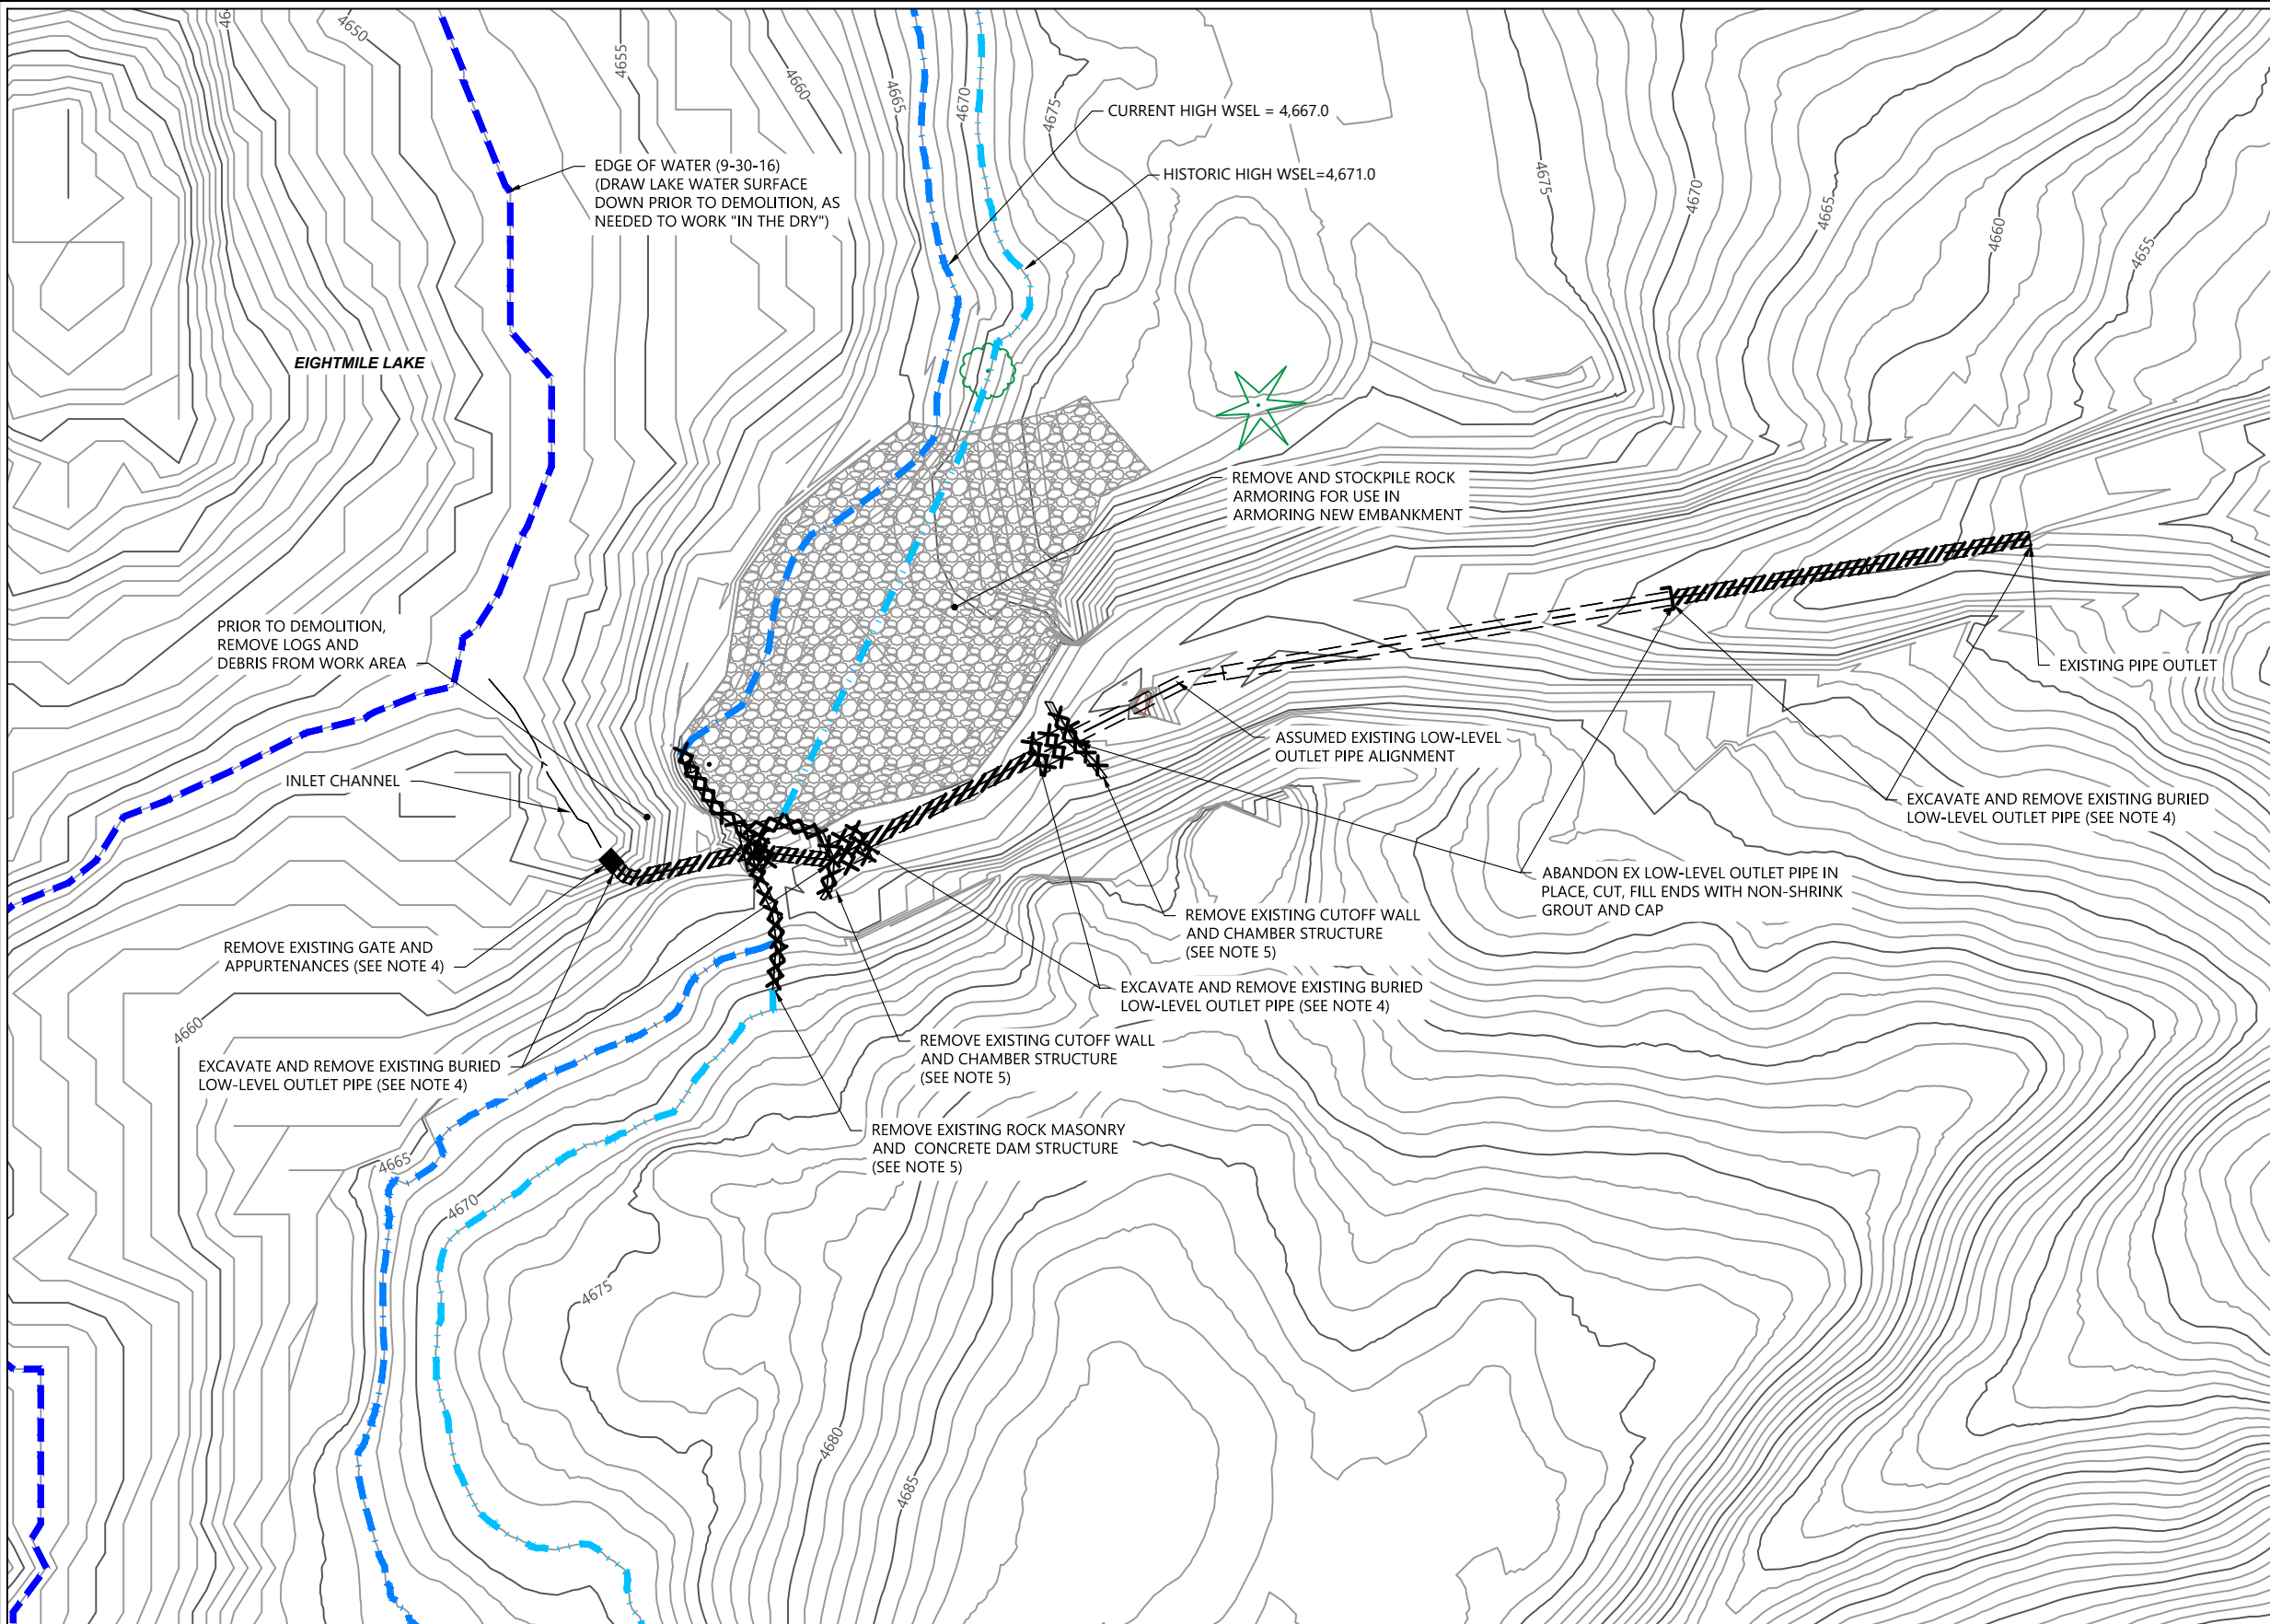 4650
4655
4660
4665
4670
4675
CURRENT HIGH WSEL = 4,667.0
EDGE OF WATER (9-30-16)
(DRAW LAKE WATER SURFACE
DOWN PRIOR TO DEMOLITION, AS
NEEDED TO WORK "IN THE DRY")
HISTORIC HIGH WSEL=4,671.0
4675
4670
4665
4660
4655
EIGHTMILE LAKE
REMOVE AND STOCKPILE ROCK
ARMORING FOR USE IN
ARMORING NEW EMBANKMENT
PRIOR TO DEMOLITION,
REMOVE LOGS AND
DEBRIS FROM WORK AREA
EXISTING PIPE OUTLET
ASSUMED EXISTING LOW-LEVEL
OUTLET PIPE ALIGNMENT
INLET CHANNEL
EXCAVATE AND REMOVE EXISTING BURIED
LOW-LEVEL OUTLET PIPE (SEE NOTE 4)
ABANDON EX LOW-LEVEL OUTLET PIPE IN
PLACE, CUT, FILL ENDS WITH NON-SHRINK
GROUT AND CAP
REMOVE EXISTING CUTOFF WALL
AND CHAMBER STRUCTURE
(SEE NOTE 5)
REMOVE EXISTING GATE AND
APPURTENANCES (SEE NOTE 4)
EXCAVATE AND REMOVE EXISTING BURIED
LOW-LEVEL OUTLET PIPE (SEE NOTE 4)
4660
REMOVE EXISTING CUTOFF WALL
AND CHAMBER STRUCTURE
(SEE NOTE 5)
EXCAVATE AND REMOVE EXISTING BURIED
LOW-LEVEL OUTLET PIPE (SEE NOTE 4)
REMOVE EXISTING ROCK MASONRY
AND CONCRETE DAM STRUCTURE
(SEE NOTE 5)
4665
4670
4675
4680
4685